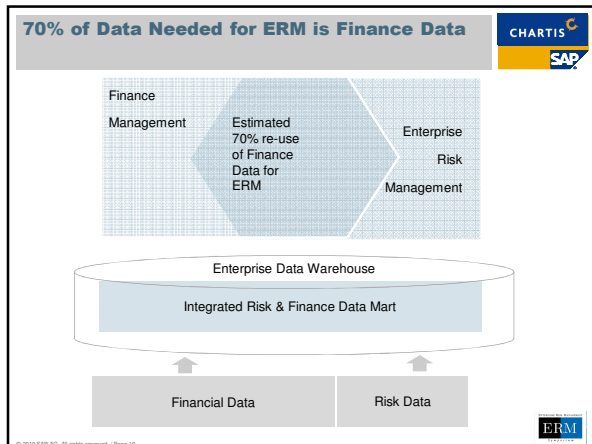 70% of Data Needed for ERM is Finance Data
CHARTIS
SAP
Finance
Management
Estimated
70% re-use
of Finance
Data for
ERM
Enterprise
Risk
Management
Enterprise Data Warehouse
Integrated Risk & Finance Data Mart
Financial Data
Risk Data
ERM